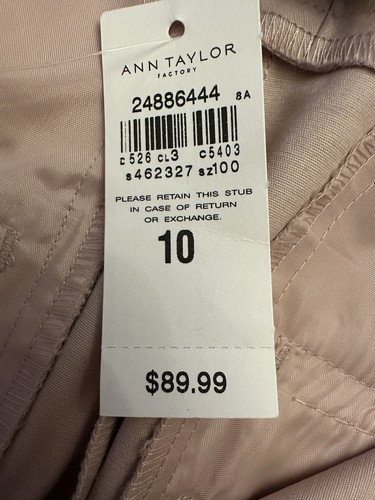 ANN TAYLOR
FACTORY
24886444 8A
D526 CL3 C5403
S462327 SZ100
PLEASE RETAIN THIS STUB
IN CASE OF RETURN
OR EXCHANGE.
10
$89.99